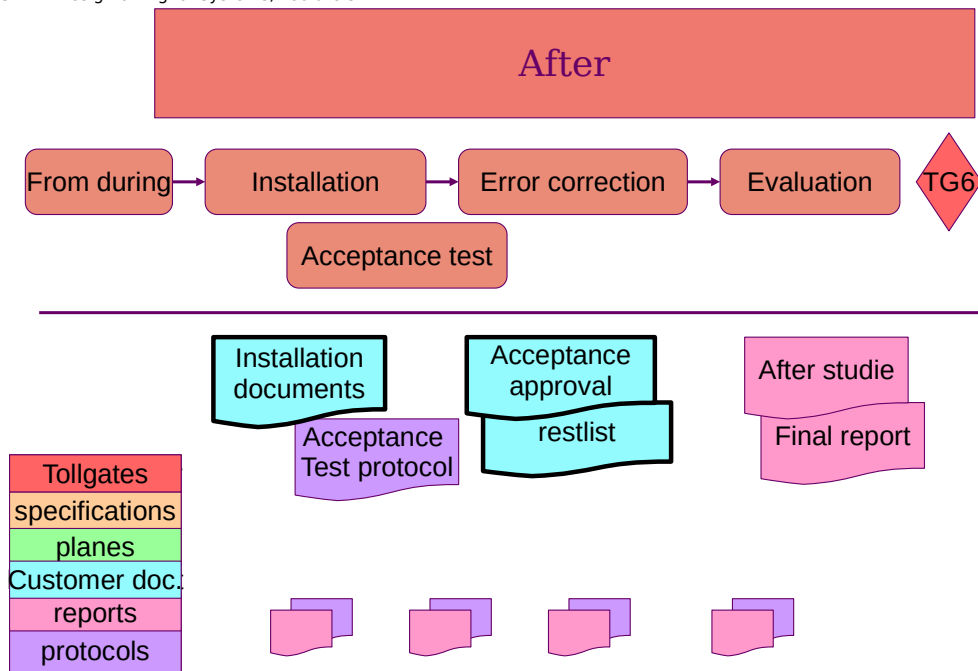 After
From during
Installation
Error correction
Evaluation
TG6
Acceptance test
Installation
documents
Acceptance
approval
After studie
restlist
Final report
Acceptance
Test protocol
Tollgates
specifications
planes
Customer doc.
reports
protocols